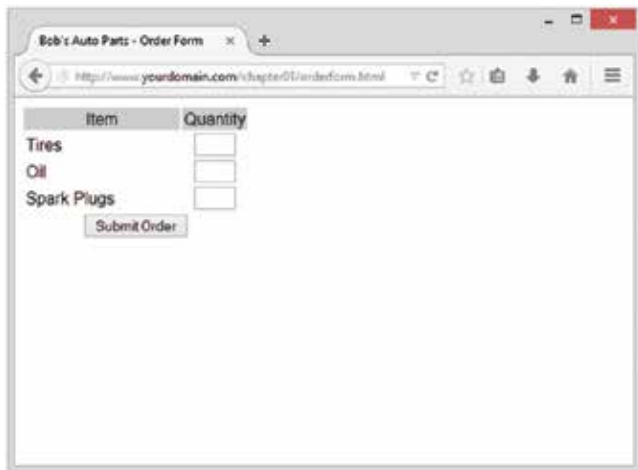 Bob's Auto Parts - Order Form
http://www.yourdomain.com/chapter01/orderform.html
Item Quantity
Tires
Oil
Spark Plugs
Submit Order